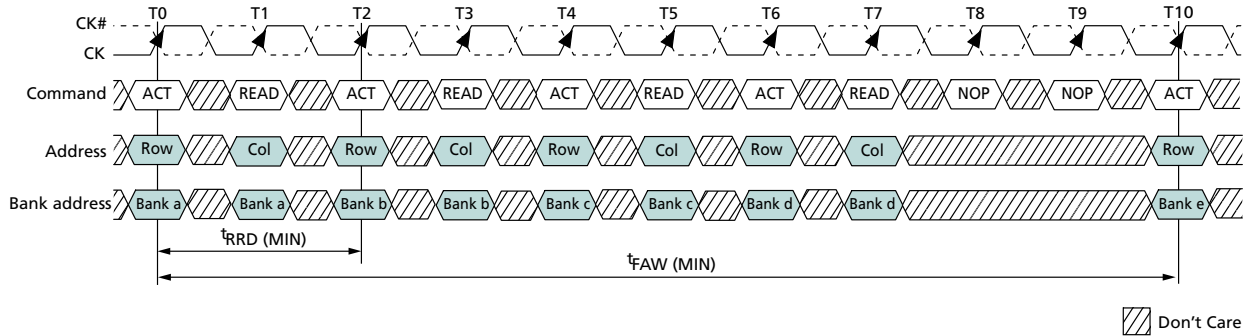 T0 T1 T2 T3 T4 T5 T6 T7 T8 T9 T10
CK#
CK
Command ACT READ ACT READ ACT READ ACT READ NOP NOP ACT
Address Row Col Row Col Row Col Row Col Row
Bank address Bank a Bank a Bank b Bank b Bank c Bank c Bank d Bank d Bank e
tRRD (MIN)
tFAW (MIN)
Don't Care